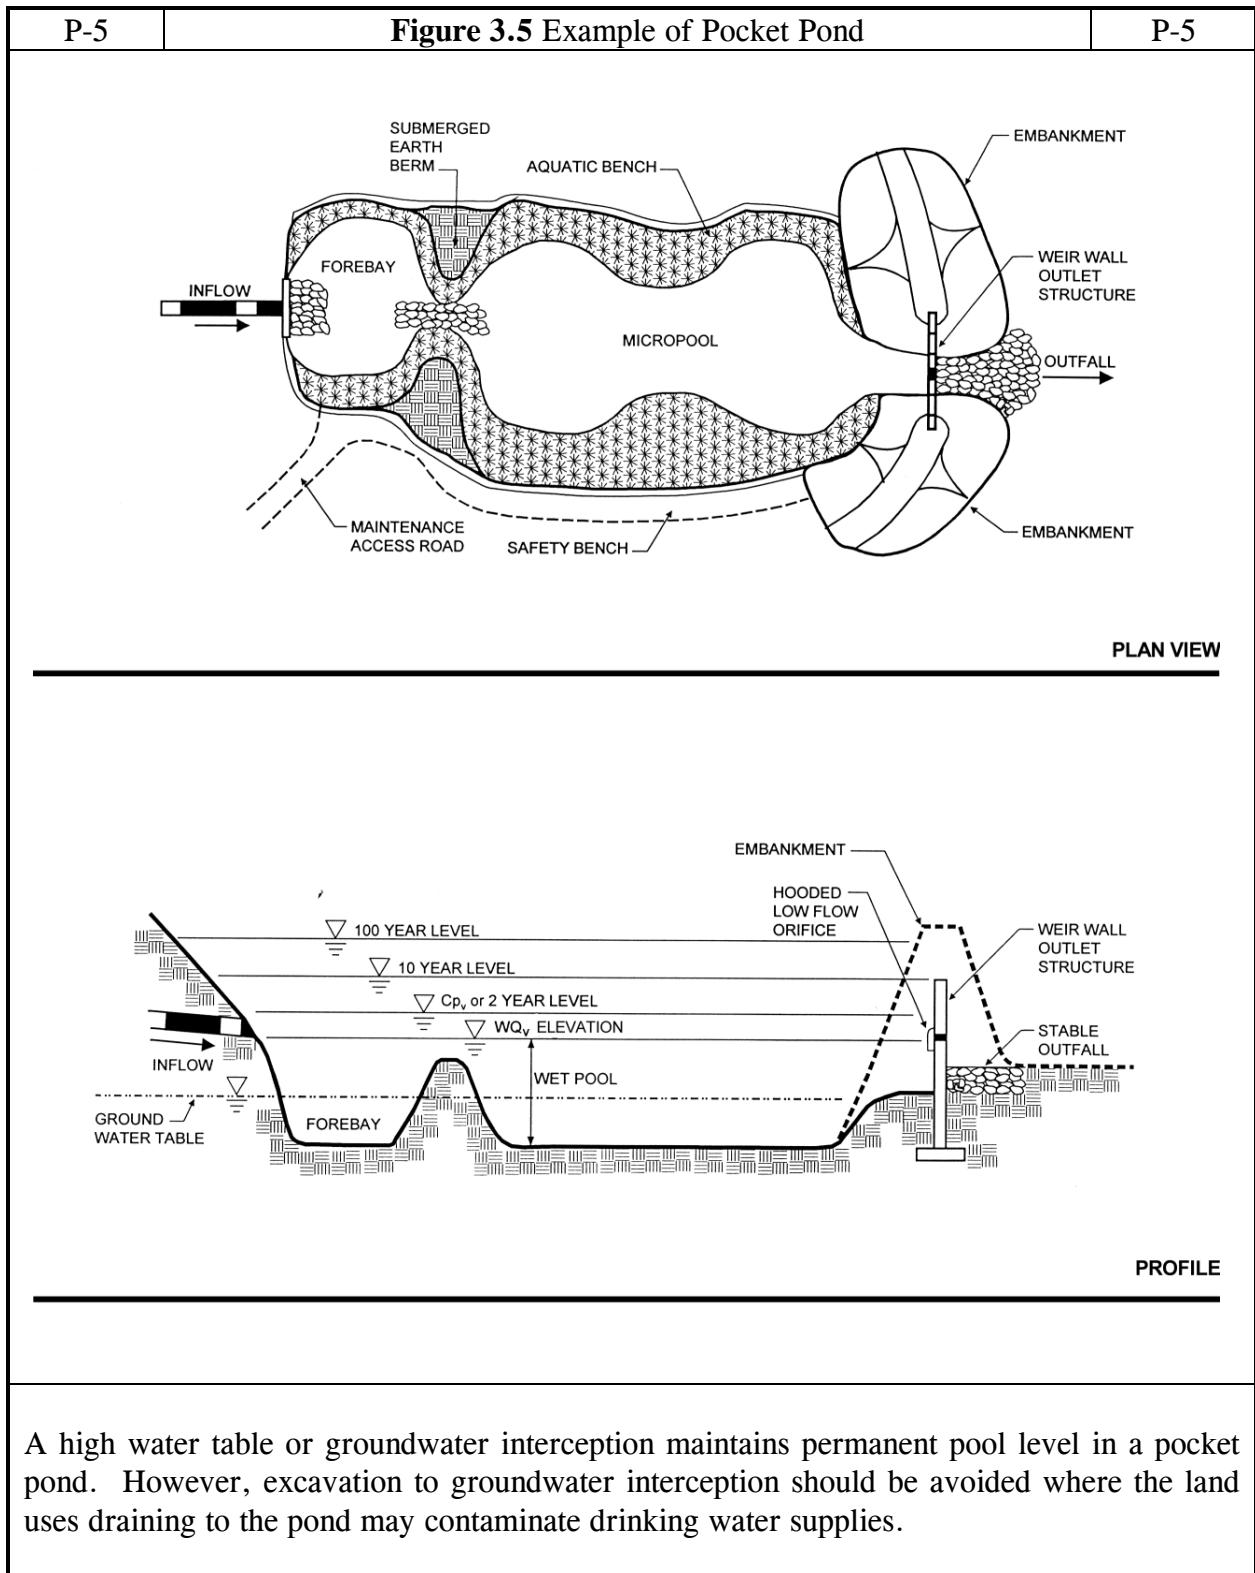 P-5
Figure 3.5 Example of Pocket Pond
P-5
SUBMERGED
EARTH
BERM
AQUATIC BENCH
EMBANKMENT
FOREBAY
INFLOW
WEIR WALL
OUTLET
STRUCTURE
MICROPOOL
OUTFALL
MAINTENANCE
ACCESS ROAD
SAFETY BENCH
EMBANKMENT
PLAN VIEW
EMBANKMENT
HOODED
LOW FLOW
ORIFICE
100 YEAR LEVEL
WEIR WALL
OUTLET
STRUCTURE
10 YEAR LEVEL
Cpv or 2 YEAR LEVEL
WQv ELEVATION
STABLE
OUTFALL
INFLOW
WET POOL
GROUND
WATER TABLE
FOREBAY
PROFILE
A high water table or groundwater interception maintains permanent pool level in a pocket
pond. However, excavation to groundwater interception should be avoided where the land
uses draining to the pond may contaminate drinking water supplies.